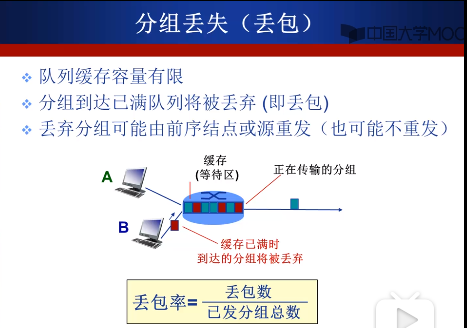 分组丢失（丢包）
中国大学MOO
队列缓存容量有限
分组到达已满队列将被丢弃 (即丢包)
丢弃分组可能由前序结点或源重发（也可能不重发）
缓存
(等待区)
正在传输的分组
A
B
缓存已满时
到达的分组将被丢弃
丢包率=
丢包数
已发分组总数